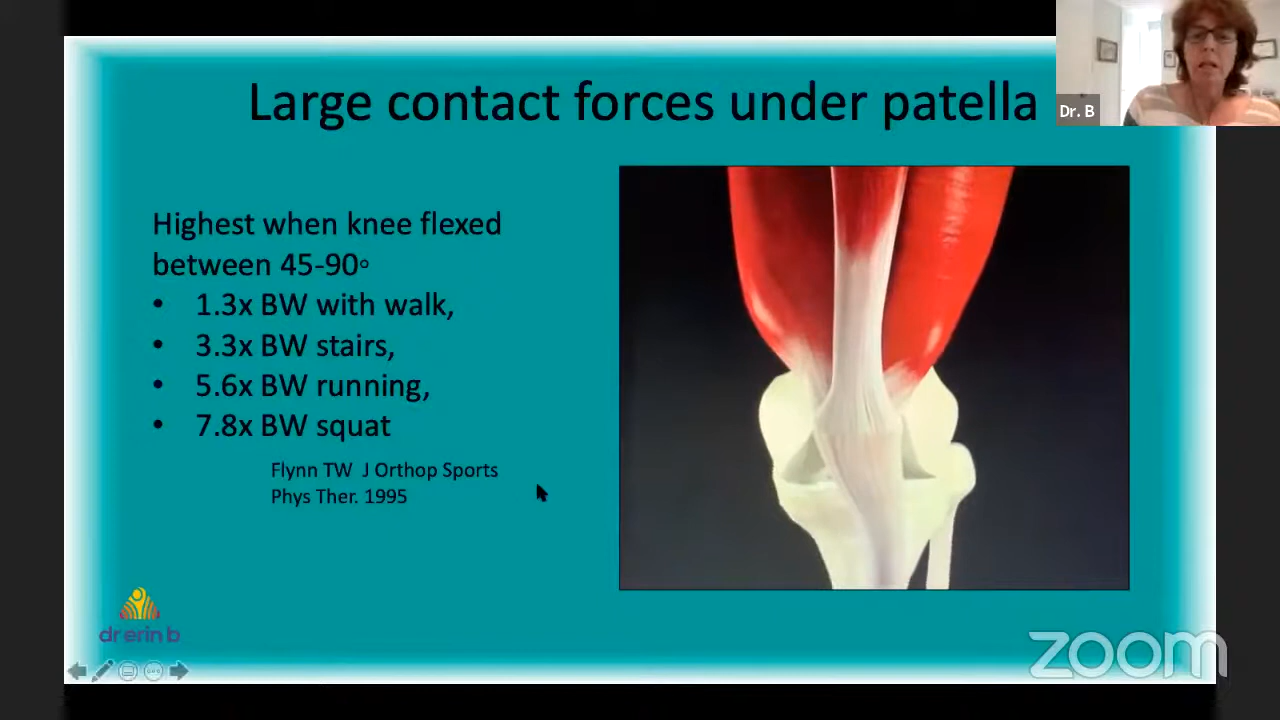 Large contact forces under patella
Dr. B
Highest when knee flexed
between 45-90°
• 1.3x BW with walk,
• 3.3x BW stairs,
• 5.6x BW running,
• 7.8x BW squat
Flynn TW J Orthop Sports
Phys Ther. 1995
dr erin b
zoom